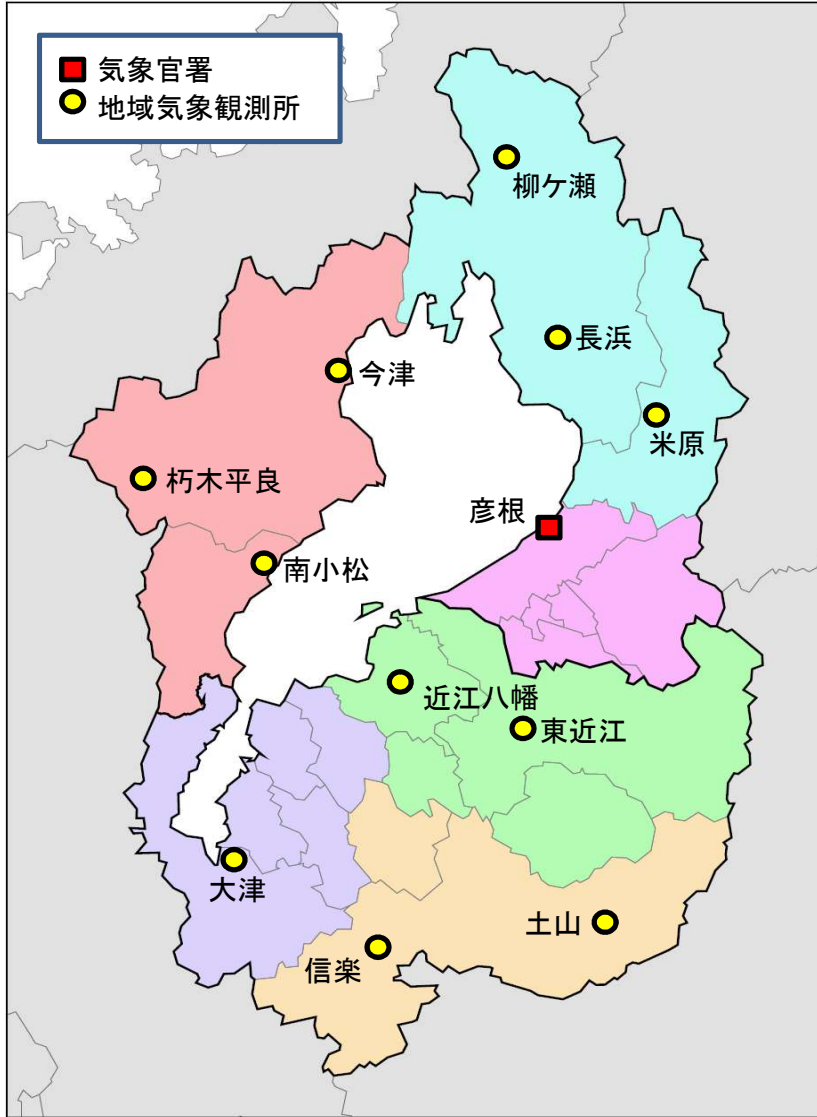 気象官署
地域気象観測所
柳ケ瀬
長浜
今津
米原
朽木平良
彦根
南小松
近江八幡
東近江
大津
土山
信楽